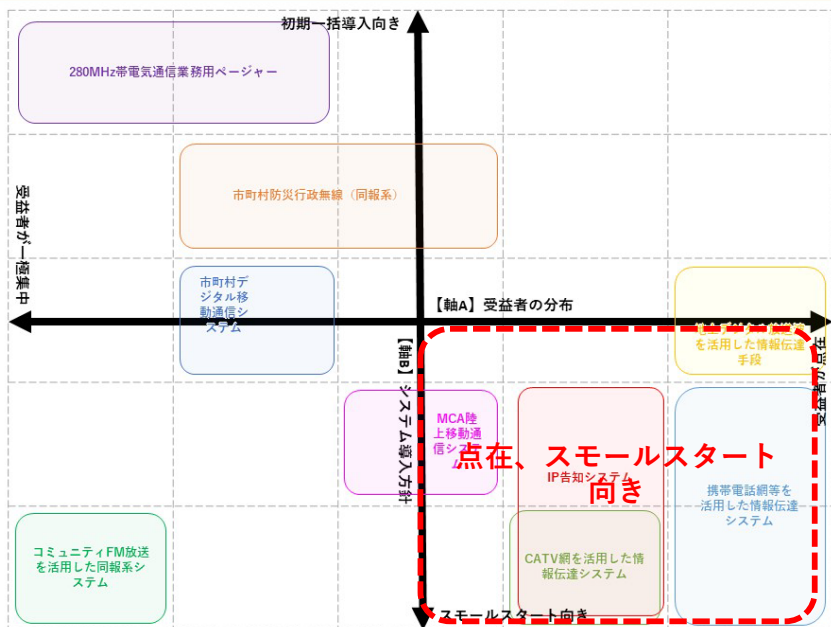 初期一括導入向き
280MHz帯電気通信業務用ページャー
市町村防災行政無線（同報系）
受益者が一極集中
市町村デ
ジタル移
動通信シ
ステム
【軸A】受益者の分布
を活用した情報伝達
手段
受益者が点在
【軸B】システム導入方針
MCA陸
上移動通
信システ
ム
点在、スモールスタート
向き
IP告知システム
携帯電話網等を
活用した情報伝達
システム
コミュニティFM放送
を活用した同報系シ
ステム
CATV網を活用した情
報伝達システム
スモールスタート向き